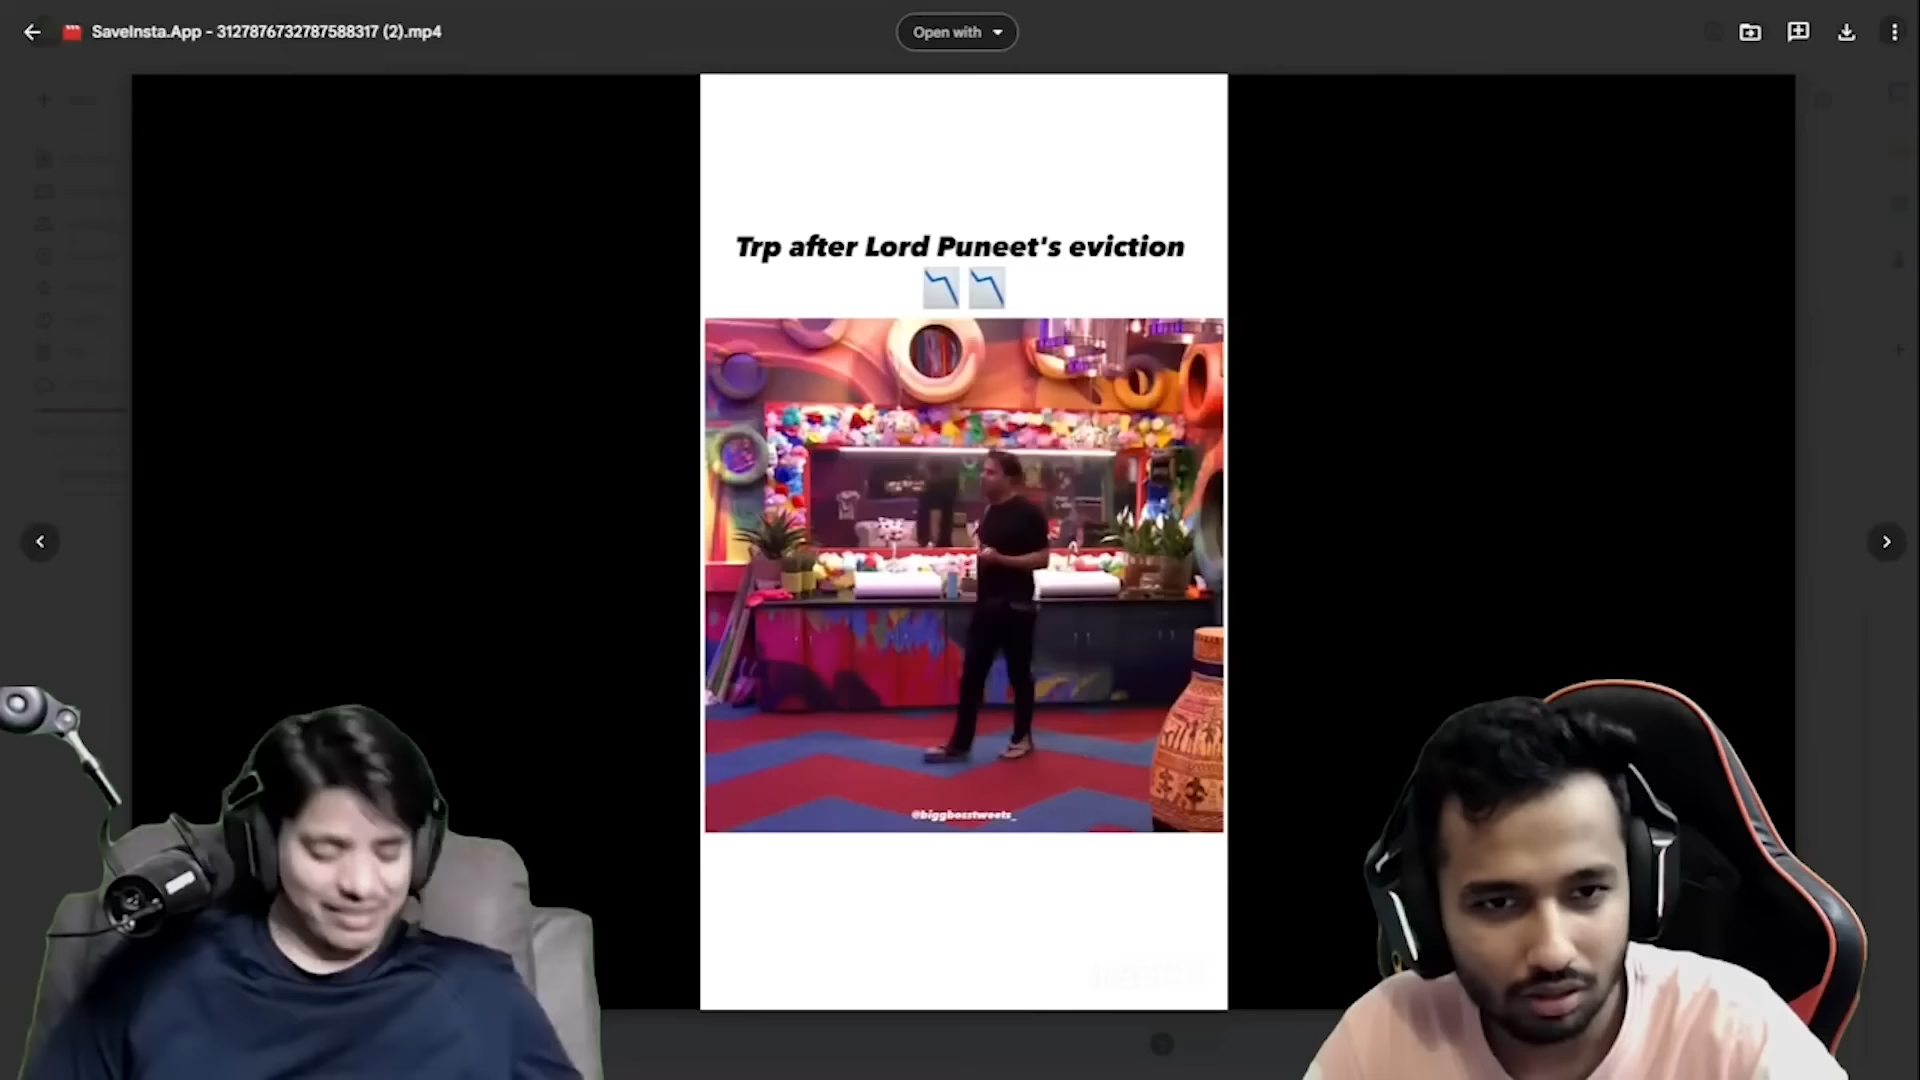 SaveInsta.App - 3127876732787588317 (2).mp4
Open with
Trp after Lord Puneet's eviction
📉 📉
@biggbosstweets_